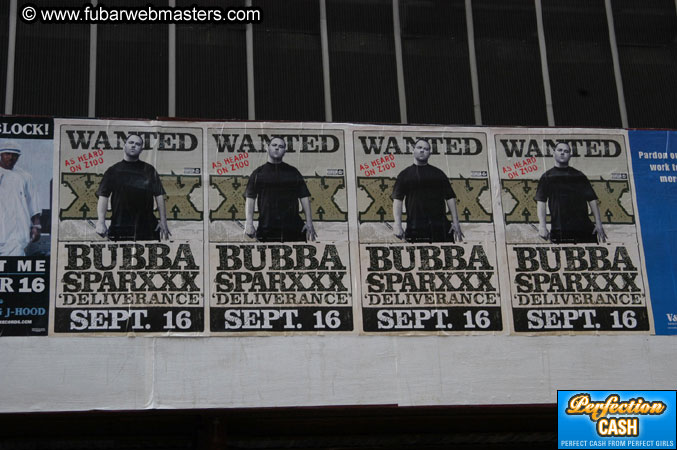 © www.fubarwebmasters.com
BLOCK!
T ME
R 16
G J-HOOD
RECORDS.COM
WANTED
AS HEARD
ON Z100
XXX
BUBBA
SPARXXX
'DELIVERANCE'
SEPT. 16
WANTED
AS HEARD
ON Z100
XXX
BUBBA
SPARXXX
'DELIVERANCE'
SEPT. 16
WANTED
AS HEARD
ON Z100
XXX
BUBBA
SPARXXX
'DELIVERANCE'
SEPT. 16
WANTED
AS HEARD
ON Z100
XXX
BUBBA
SPARXXX
'DELIVERANCE'
SEPT. 16
Pardon o
work t
mor
Perfection
CASH
PERFECT CASH FROM PERFECT GIRLS